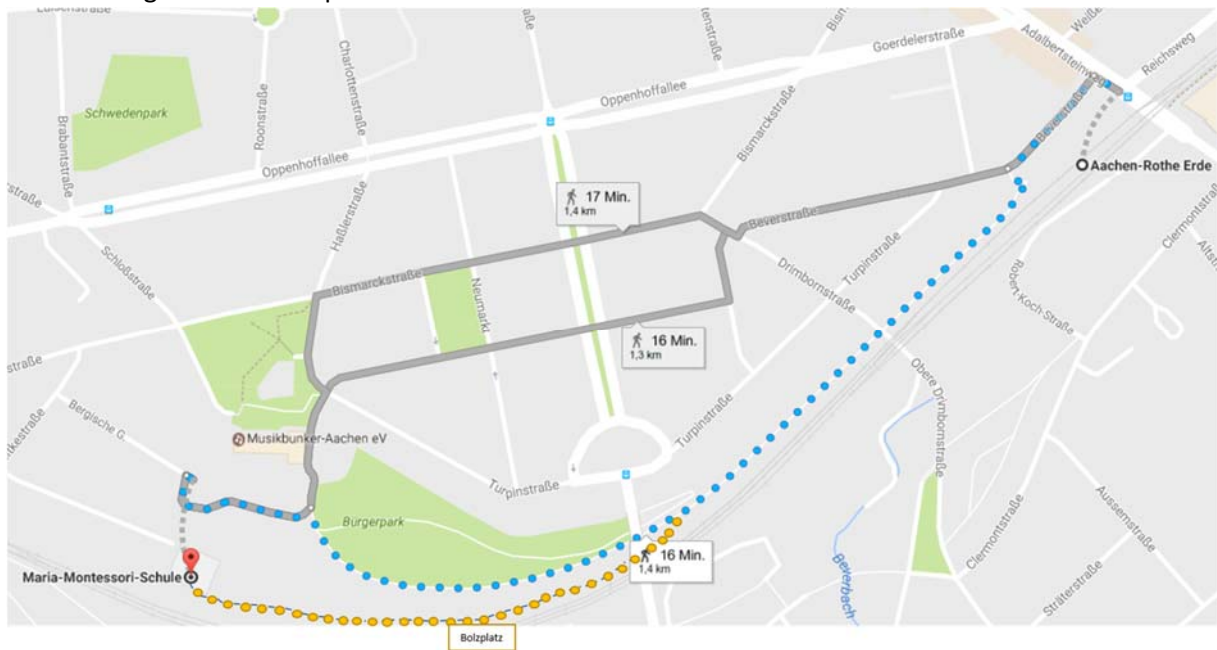 Schwedenpark
Brabantstraße
Roonstraße
Charlottenstraße
Oppenhoffallee
Oppenhoffallee
Goerdelerstraße
Adalbertsteinweg
Reichsweg
Haßlerstraße
Schloßstraße
Bismarckstraße
Bismarckstraße
Neumarkt
17 Min.
1,4 km
Beverstraße
Beverstraße
Aachen-Rothe Erde
Clermontstraße
Drimbornstraße
Turpinstraße
Robert-Koch-Straße
16 Min.
1,3 km
Obere Drimbornstraße
Bergische G.
Musikbunker-Aachen eV
Turpinstraße
Turpinstraße
Bürgerpark
16 Min.
1,4 km
Beverbach
Clermontstraße
Aussemstraße
Sträterstraße
Maria-Montessori-Schule
Bolzplatz